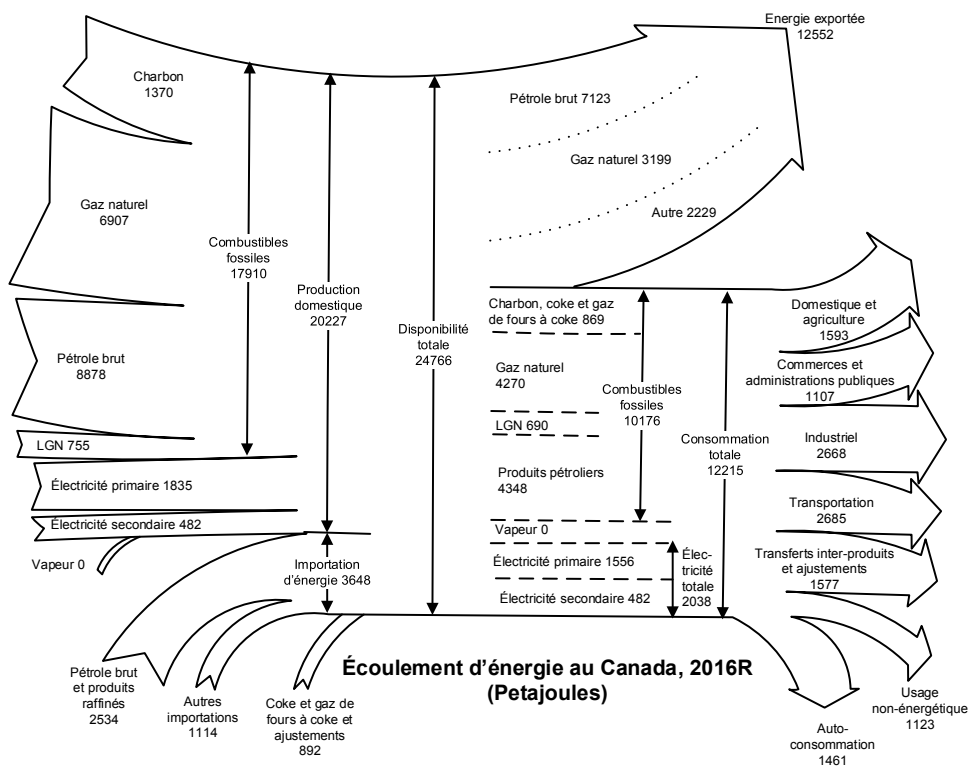 Energie exportée
12552
Charbon
1370
Pétrole brut 7123
Gaz naturel 3199
Autre 2229
Gaz naturel
6907
Combustibles
fossiles
17910
Production
domestique
20227
Disponibilité
totale
24766
Charbon, coke et gaz
de fours à coke 869
Domestique et
agriculture
1593
Pétrole brut
8878
Gaz naturel
4270
Combustibles
fossiles
10176
Commerces et
administrations publiques
1107
LGN 690
Consommation
totale
12215
LGN 755
Industriel
2668
Produits pétroliers
4348
Électricité primaire 1835
Transportation
2685
Électricité secondaire 482
Vapeur 0
Vapeur 0
Importation
d'énergie 3648
Électricité primaire 1556
Élec-
tricité
totale
2038
Transferts inter-produits
et ajustements
1577
Électricité secondaire 482
Pétrole brut
et produits
raffinés
2534
Autres
importations
1114
Coke et gaz de
fours à coke et
ajustements
892
Écoulement d'énergie au Canada, 2016R
(Petajoules)
Usage
non-énergétique
1123
Auto-
consommation
1461